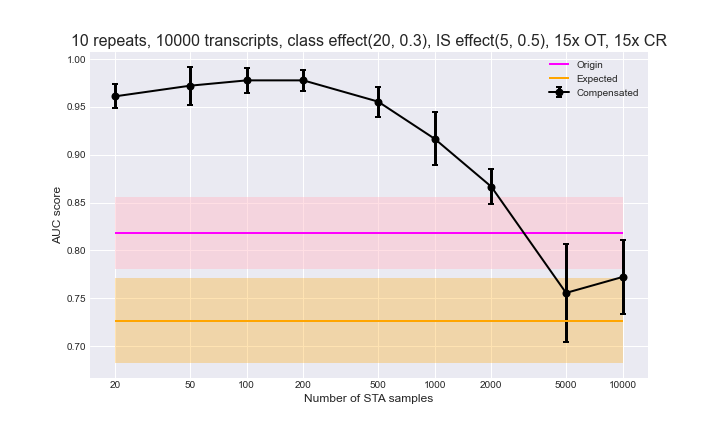 10 repeats, 10000 transcripts, class effect(20, 0.3), IS effect(5, 0.5), 15x OT, 15x CR
1.00
0.95
0.90
0.85
0.80
0.75
0.70
AUC score
Origin
Expected
Compensated
20 50 100 200 500 1000 2000 5000 10000
Number of STA samples